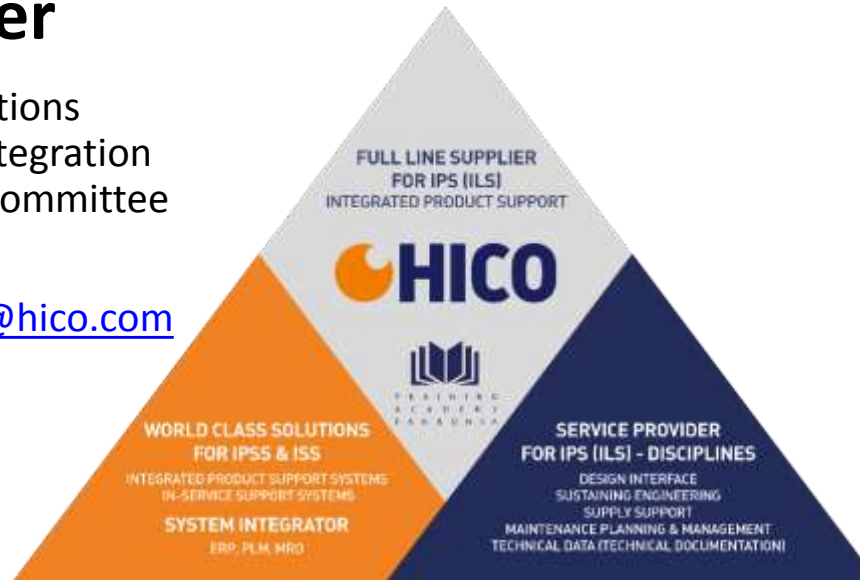 er
tions
tegration
ommittee
@hico.com
FULL LINE SUPPLIER
FOR IPS (ILS)
INTEGRATED PRODUCT SUPPORT
HICO
TRAINING
ACADEMY
WORLD CLASS SOLUTIONS
FOR IPSS & ISS
INTEGRATED PRODUCT SUPPORT SYSTEMS
IN-SERVICE SUPPORT SYSTEMS
SYSTEM INTEGRATOR
ERP, PLM, MRO
SERVICE PROVIDER
FOR IPS (ILS) - DISCIPLINES
DESIGN INTERFACE
SUSTAINING ENGINEERING
SUPPLY SUPPORT
MAINTENANCE PLANNING & MANAGEMENT
TECHNICAL DATA (TECHNICAL DOCUMENTATION)